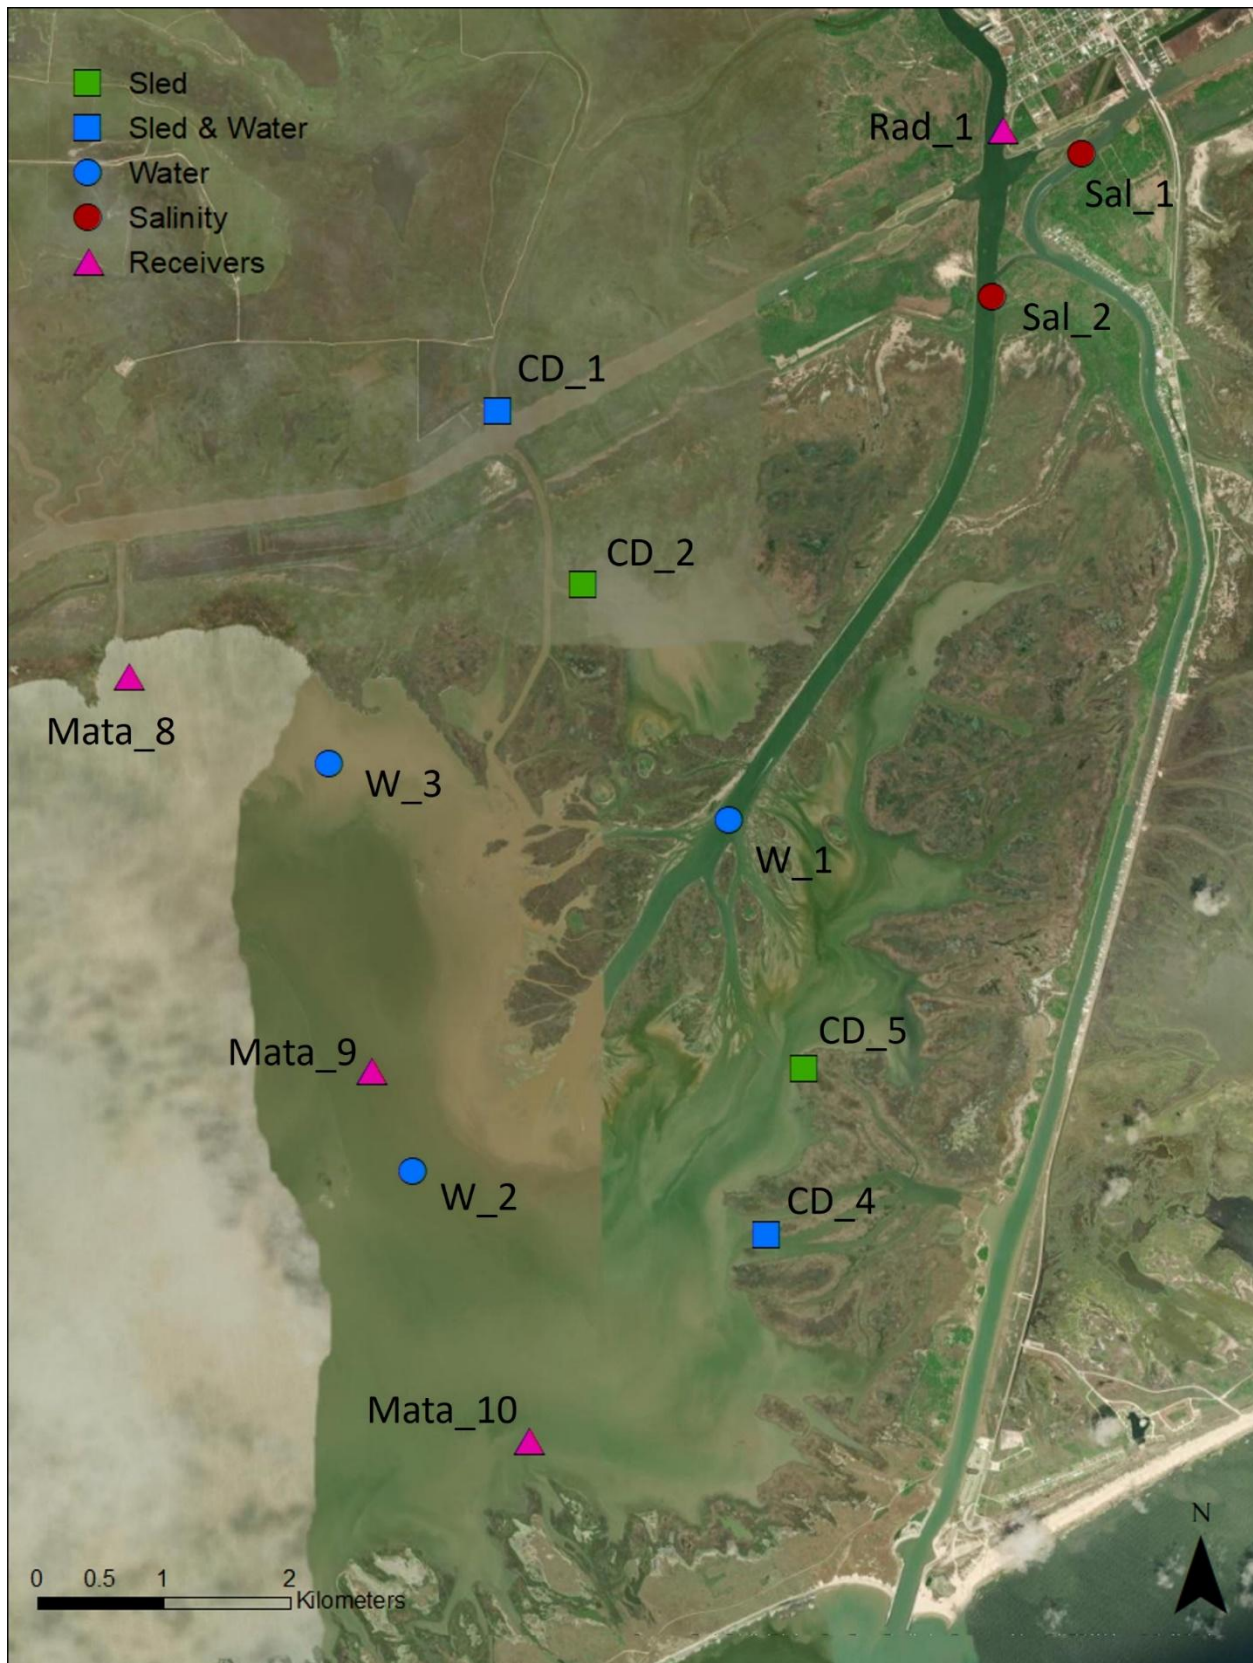 Sled
Sled & Water
Water
Salinity
Receivers
Rad_1
Sal_1
Sal_2
CD_1
CD_2
Mata_8
W_3
W_1
Mata_9
CD_5
W_2
CD_4
Mata_10
N
0 0.5 1 2
Kilometers